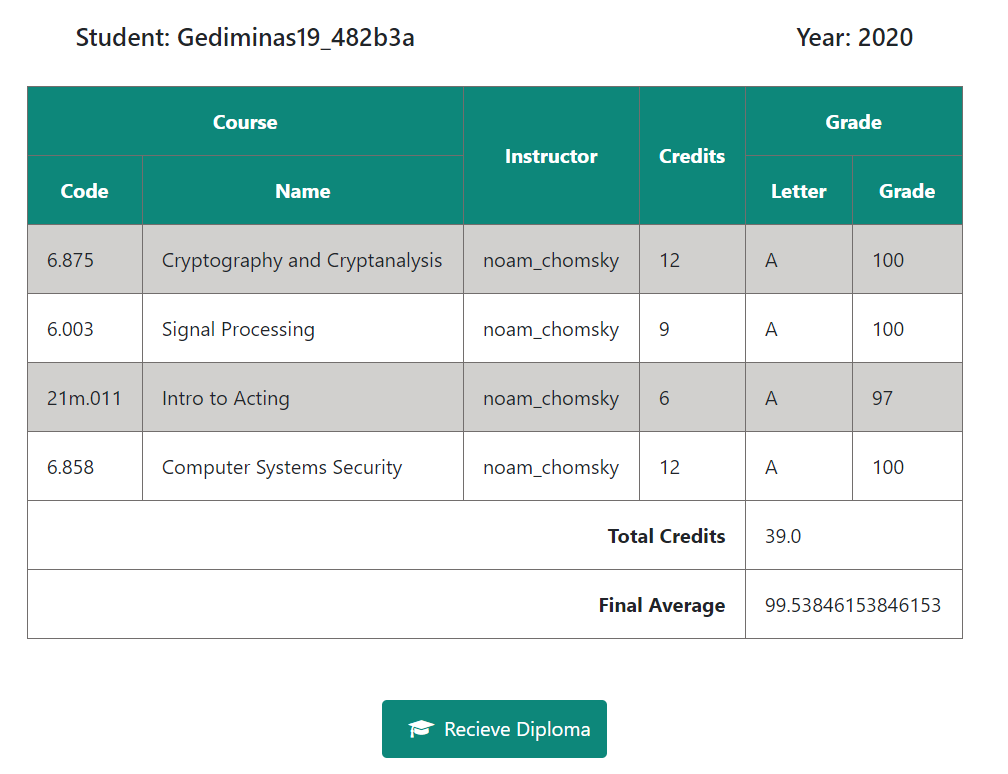 Student: Gediminas19_482b3a Year: 2020
Course Instructor Credits Grade
Code Name Letter Grade
6.875 Cryptography and Cryptanalysis noam_chomsky 12 A 100
6.003 Signal Processing noam_chomsky 9 A 100
21m.011 Intro to Acting noam_chomsky 6 A 97
6.858 Computer Systems Security noam_chomsky 12 A 100
Total Credits 39.0
Final Average 99.53846153846153
Recieve Diploma